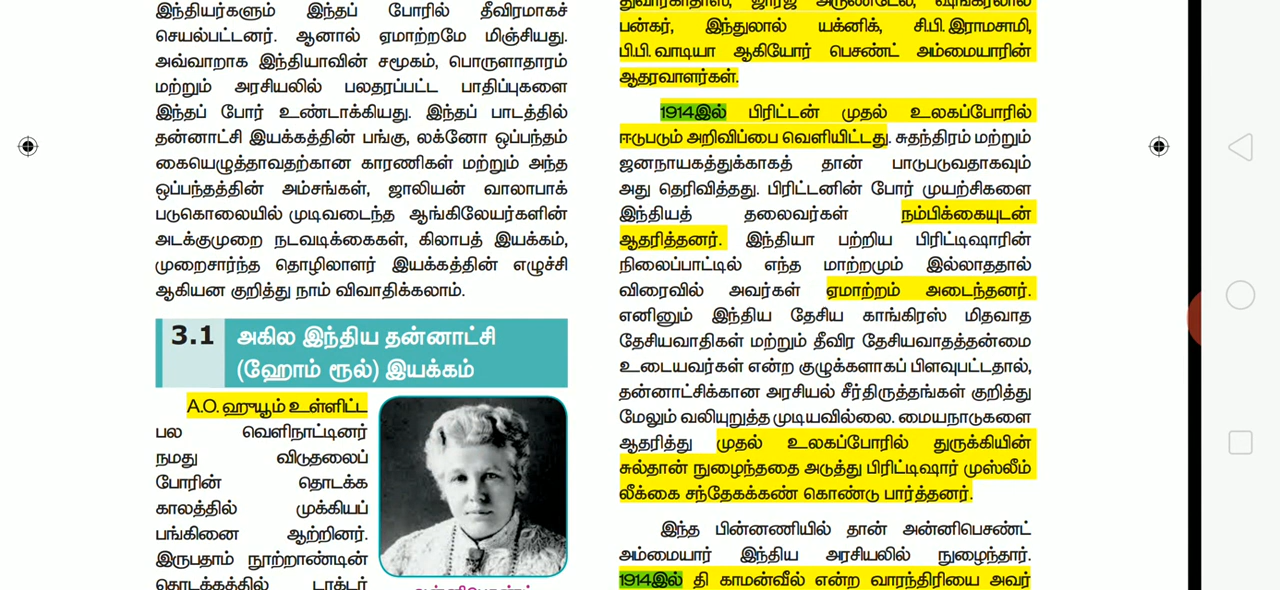 இந்தியர்களும் இந்தப் போரில் தீவிரமாகச்
செயல்பட்டனர். ஆனால் ஏமாற்றமே மிஞ்சியது.
அவ்வாறாக இந்தியாவின் சமூகம், பொருளாதாரம்
மற்றும் அரசியலில் பலதரப்பட்ட பாதிப்புகளை
இந்தப் போர் உண்டாக்கியது. இந்தப் பாடத்தில்
தன்னாட்சி இயக்கத்தின் பங்கு, லக்னோ ஒப்பந்தம்
கையெழுத்தாவதற்கான காரணிகள் மற்றும் அந்த
ஒப்பந்தத்தின் அம்சங்கள், ஜாலியன் வாலாபாக்
படுகொலையில் முடிவடைந்த ஆங்கிலேயர்களின்
அடக்குமுறை நடவடிக்கைகள், கிலாபத் இயக்கம்,
முறைசார்ந்த தொழிலாளர் இயக்கத்தின் எழுச்சி
ஆகியன குறித்து நாம் விவாதிக்கலாம்.
3.1 அகில இந்திய தன்னாட்சி
(ஹோம் ரூல்) இயக்கம்
A.O. ஹுயூம் உள்ளிட்ட
பல வெளிநாட்டினர்
நமது விடுதலைப்
போரின் தொடக்க
காலத்தில் முக்கியப்
பங்கினை ஆற்றினர்.
இருபதாம் நூற்றாண்டின்
தொடக்கத்தில் டாக்டர்
துவார்காதாஸ், ஜார்ஜ் அருண்டேல், ஷங்கர்லால்
பன்கர், இந்துலால் யக்னிக், சி.பி.இராமசாமி,
பி.பி. வாடியா ஆகியோர் பெசண்ட் அம்மையாரின்
ஆதரவாளர்கள்.
1914இல் பிரிட்டன் முதல் உலகப்போரில்
ஈடுபடும் அறிவிப்பை வெளியிட்டது. சுதந்திரம் மற்றும்
ஜனநாயகத்துக்காகத் தான் பாடுபடுவதாகவும்
அது தெரிவித்தது. பிரிட்டனின் போர் முயற்சிகளை
இந்தியத் தலைவர்கள் நம்பிக்கையுடன்
ஆதரித்தனர். இந்தியா பற்றிய பிரிட்டிஷாரின்
நிலைப்பாட்டில் எந்த மாற்றமும் இல்லாததால்
விரைவில் அவர்கள் ஏமாற்றம் அடைந்தனர்.
எனினும் இந்திய தேசிய காங்கிரஸ் மிதவாத
தேசியவாதிகள் மற்றும் தீவிர தேசியவாதத்தன்மை
உடையவர்கள் என்ற குழுக்களாகப் பிளவுபட்டதால்,
தன்னாட்சிக்கான அரசியல் சீர்திருத்தங்கள் குறித்து
மேலும் வலியுறுத்த முடியவில்லை. மையநாடுகளை
ஆதரித்து முதல் உலகப்போரில் துருக்கியின்
சுல்தான் நுழைந்ததை அடுத்து பிரிட்டிஷார் முஸ்லீம்
லீக்கை சந்தேகக்கண் கொண்டு பார்த்தனர்.
இந்த பின்னணியில் தான் அன்னிபெசண்ட்
அம்மையார் இந்திய அரசியலில் நுழைந்தார்.
1914இல் தி காமன்வீல் என்ற வாரந்திரியை அவர்